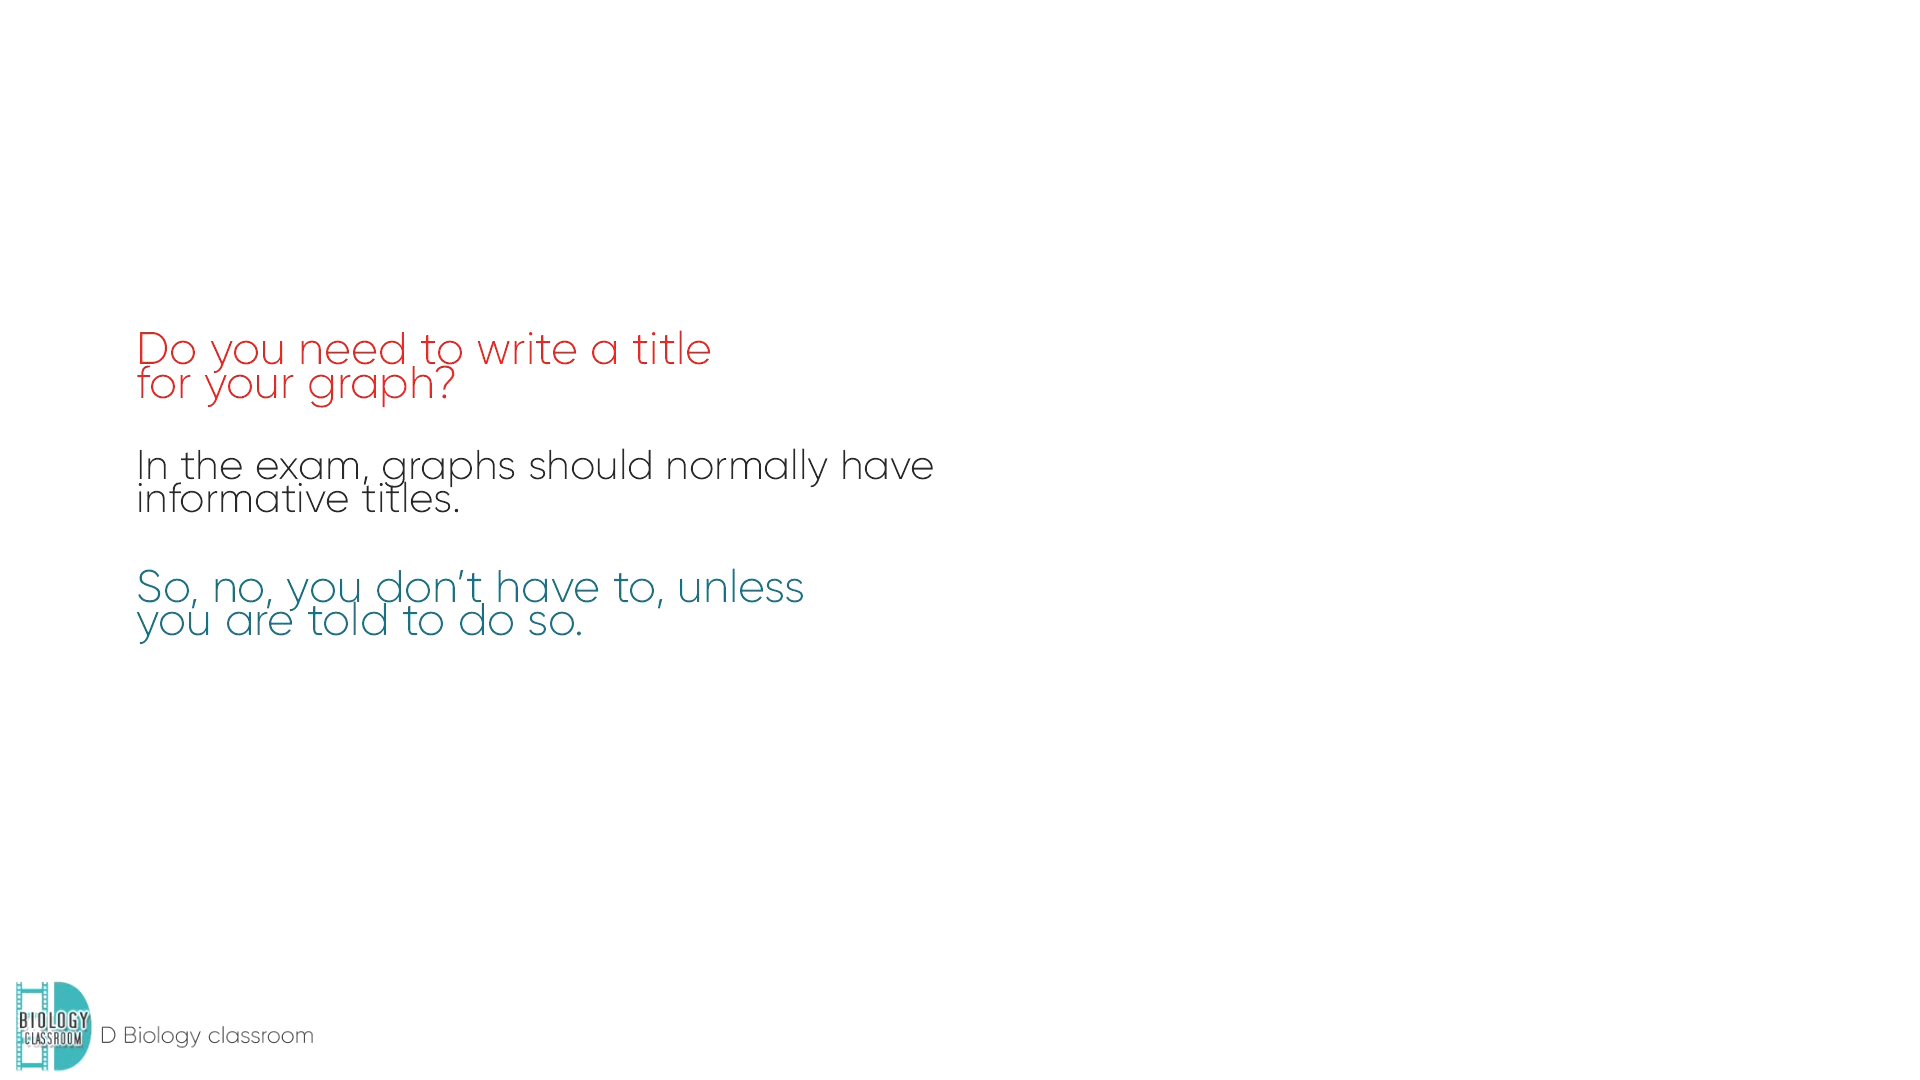 Do you need to write a title
for your graph?
In the exam, graphs should normally have
informative titles.
So, no, you don’t have to, unless
you are told to do so.
BIOLOGY
CLASSROOM
D Biology classroom